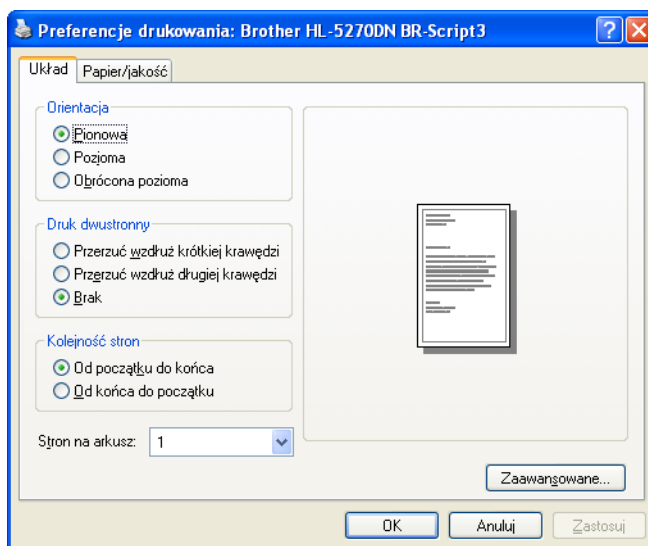 Preferencje drukowania: Brother HL-5270DN BR-Script3
Układ Papier/jakość
Orientacja
Pionowa
Pozioma
Obrócona pozioma
Druk dwustronny
Przerzuć wzdłuż krótkiej krawędzi
Przerzuć wzdłuż długiej krawędzi
Brak
Kolejność stron
Od początku do końca
Od końca do początku
Stron na arkusz: 1
Zaawansowane...
OK Anuluj Zastosuj